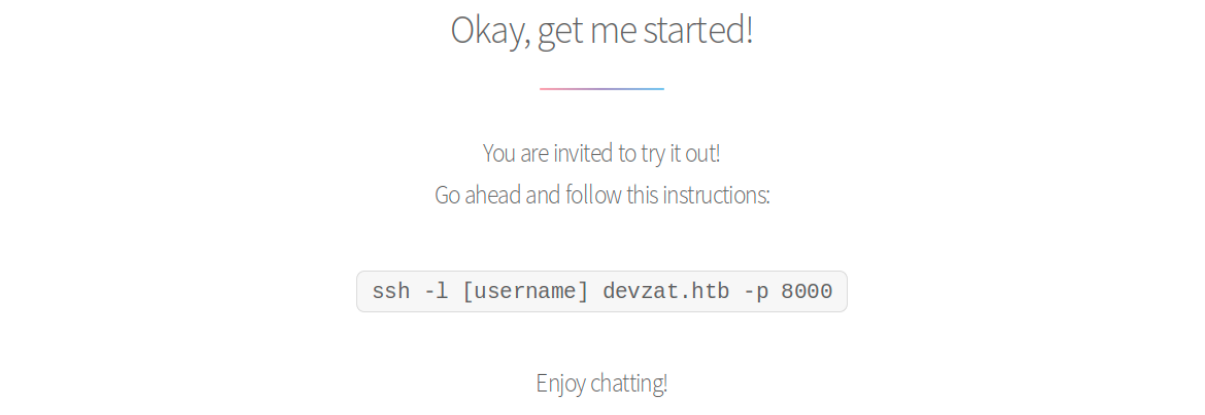 Okay, get me started!
You are invited to try it out!
Go ahead and follow this instructions:
ssh -l [username] devzat.htb -p 8000
Enjoy chatting!